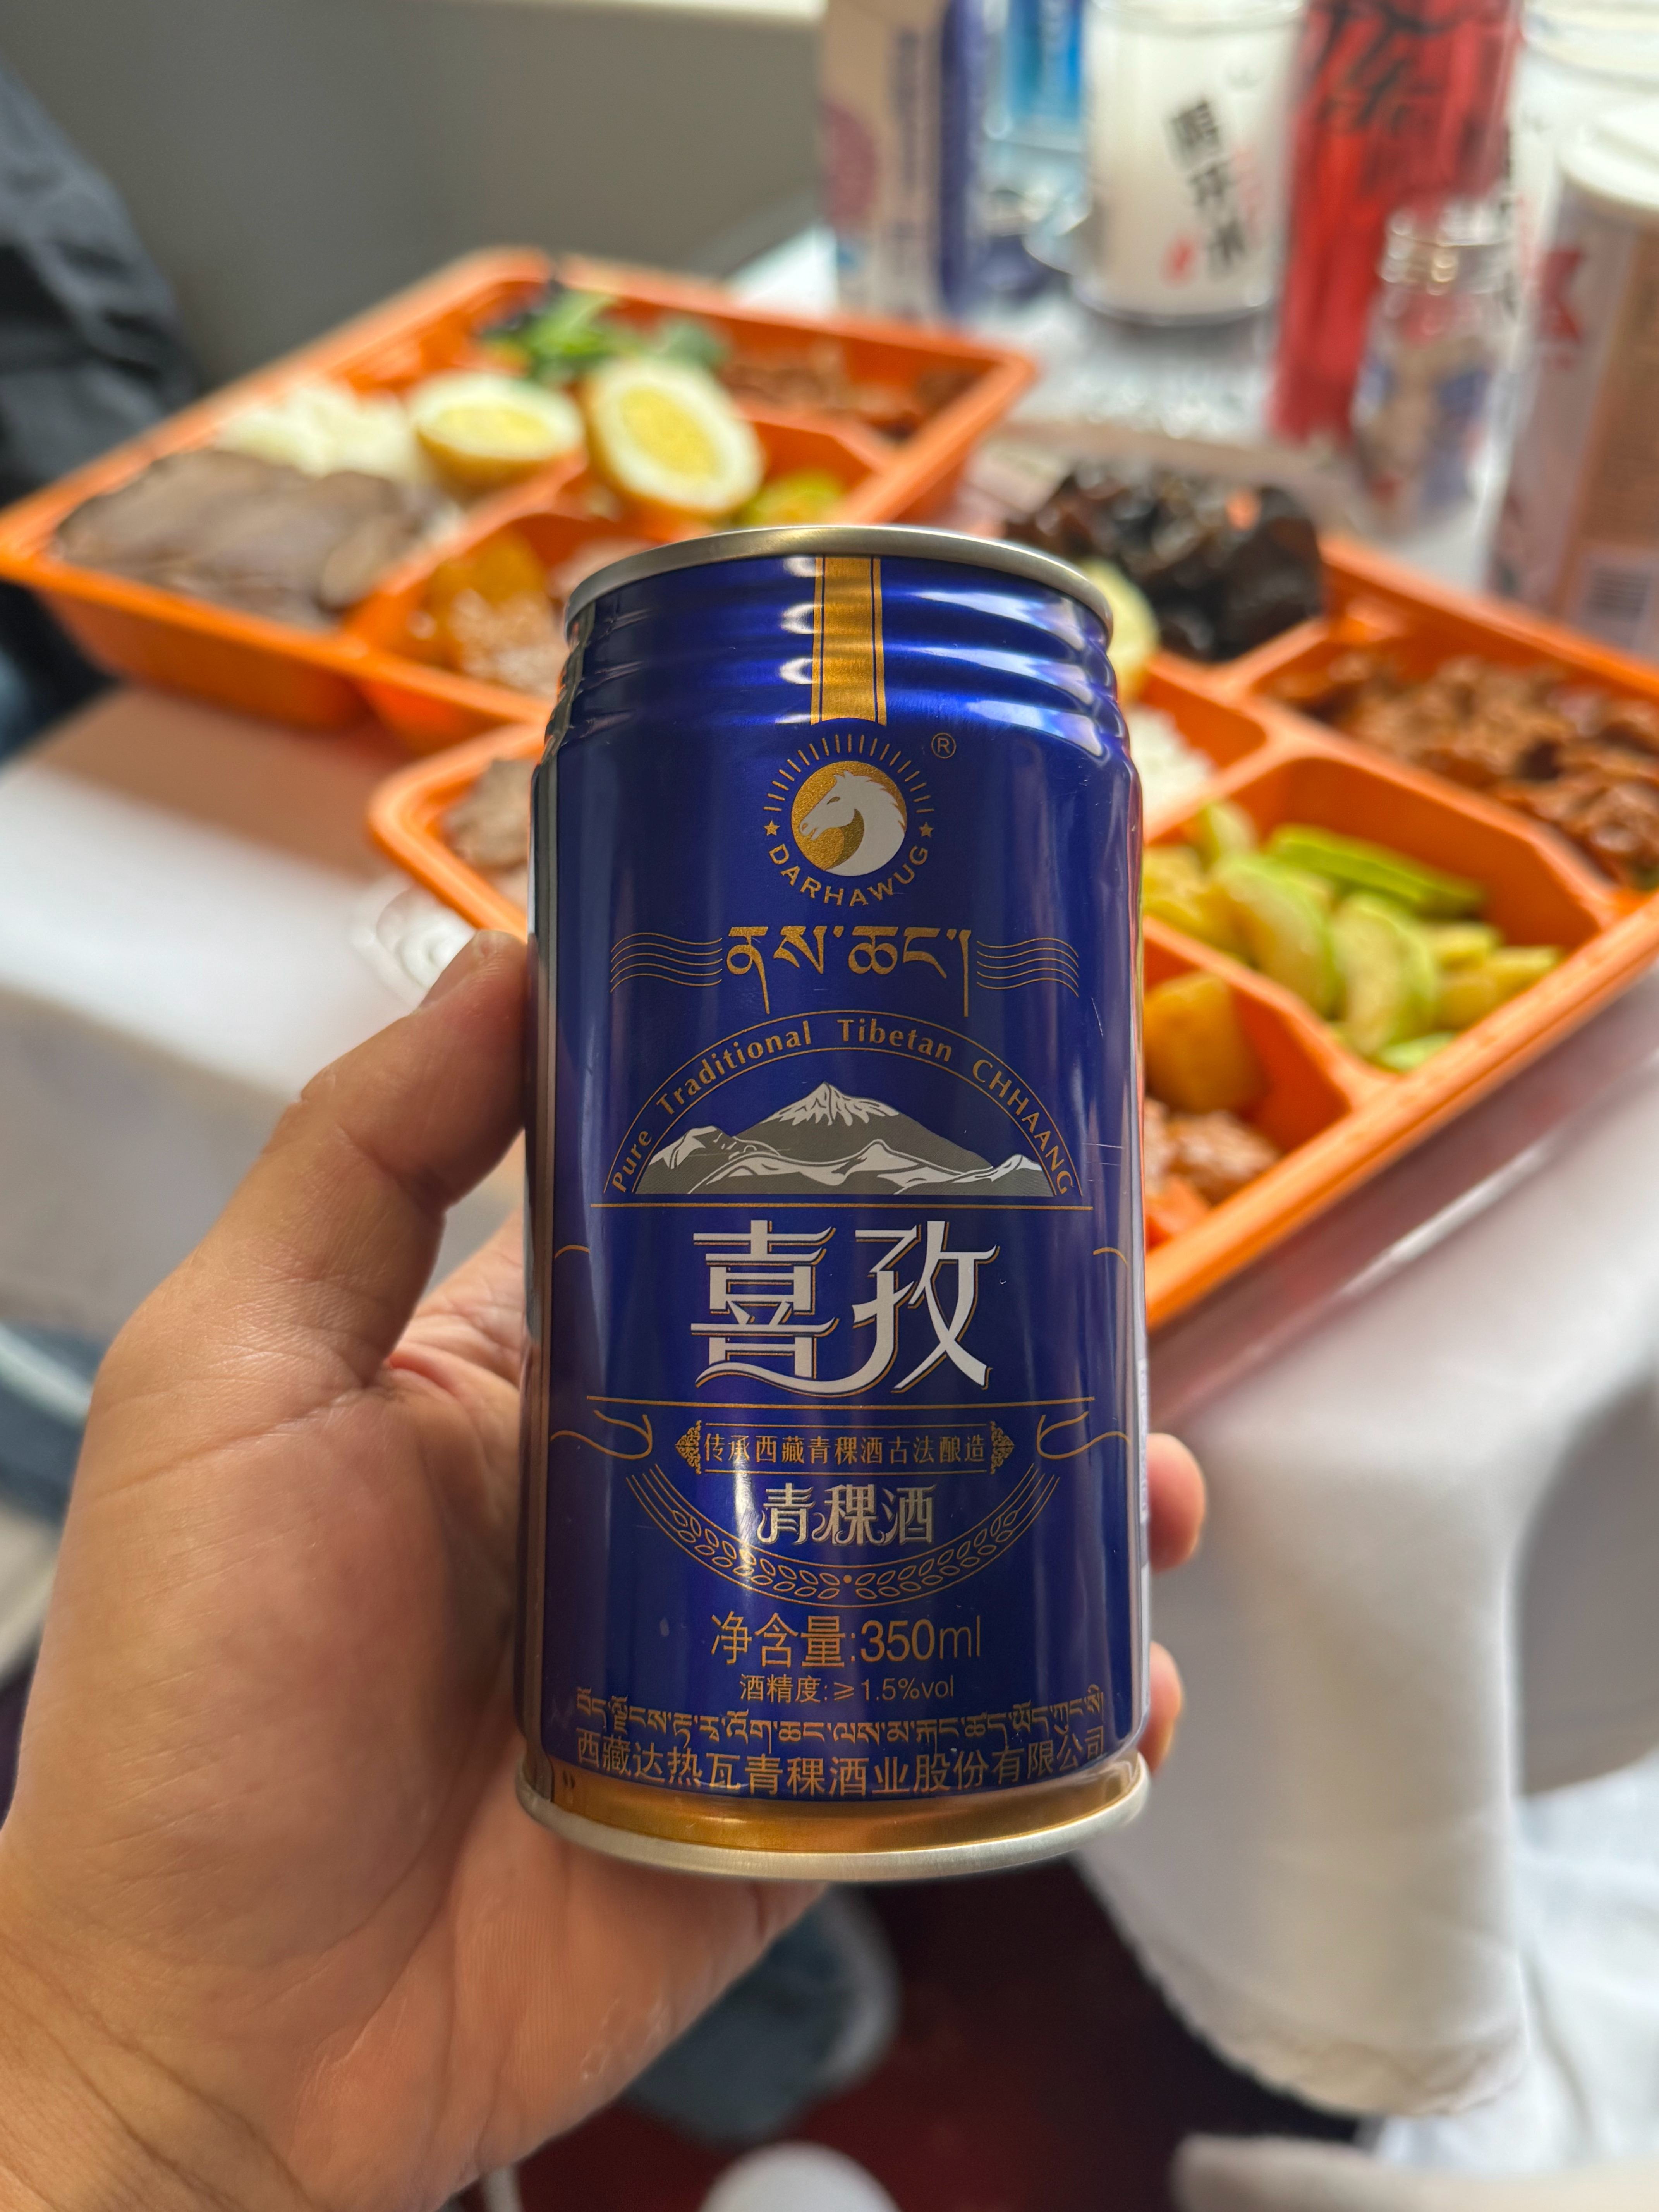 ®
DARHAWUG
ནས་ཆང་།
Pure Traditional Tibetan CHHAANG
喜孜
传承西藏青稞酒古法酿造
青稞酒
净含量:350ml
酒精度:≥1.5%vol
西藏达热瓦青稞酒业股份有限公司